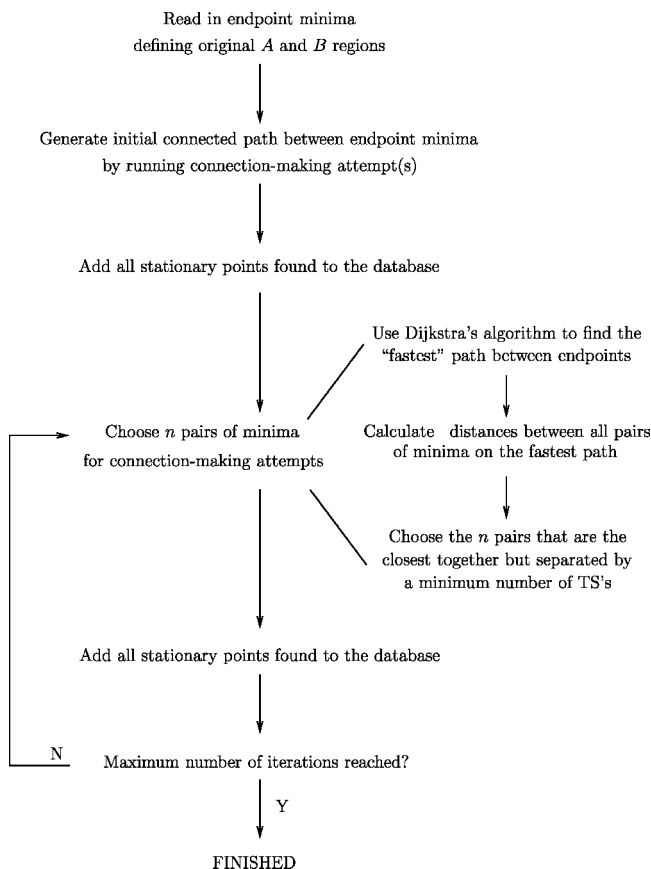 Read in endpoint minima
defining original A and B regions
Generate initial connected path between endpoint minima
by running connection-making attempt(s)
Add all stationary points found to the database
Use Dijkstra's algorithm to find the
“fastest” path between endpoints
Choose n pairs of minima
for connection-making attempts
Calculate distances between all pairs
of minima on the fastest path
Choose the n pairs that are the
closest together but separated by
a minimum number of TS's
Add all stationary points found to the database
N
Maximum number of iterations reached?
Y
FINISHED